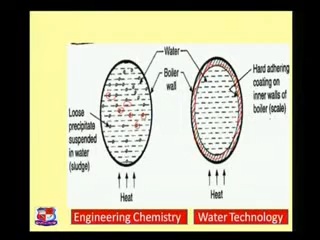 Water
Boiler
wall
Hard adhering
coating on
inner walls of
boiler (scale)
Loose
precipitate
suspended
in water
(sludge)
Heat
Heat
Engineering Chemistry
Water Technology